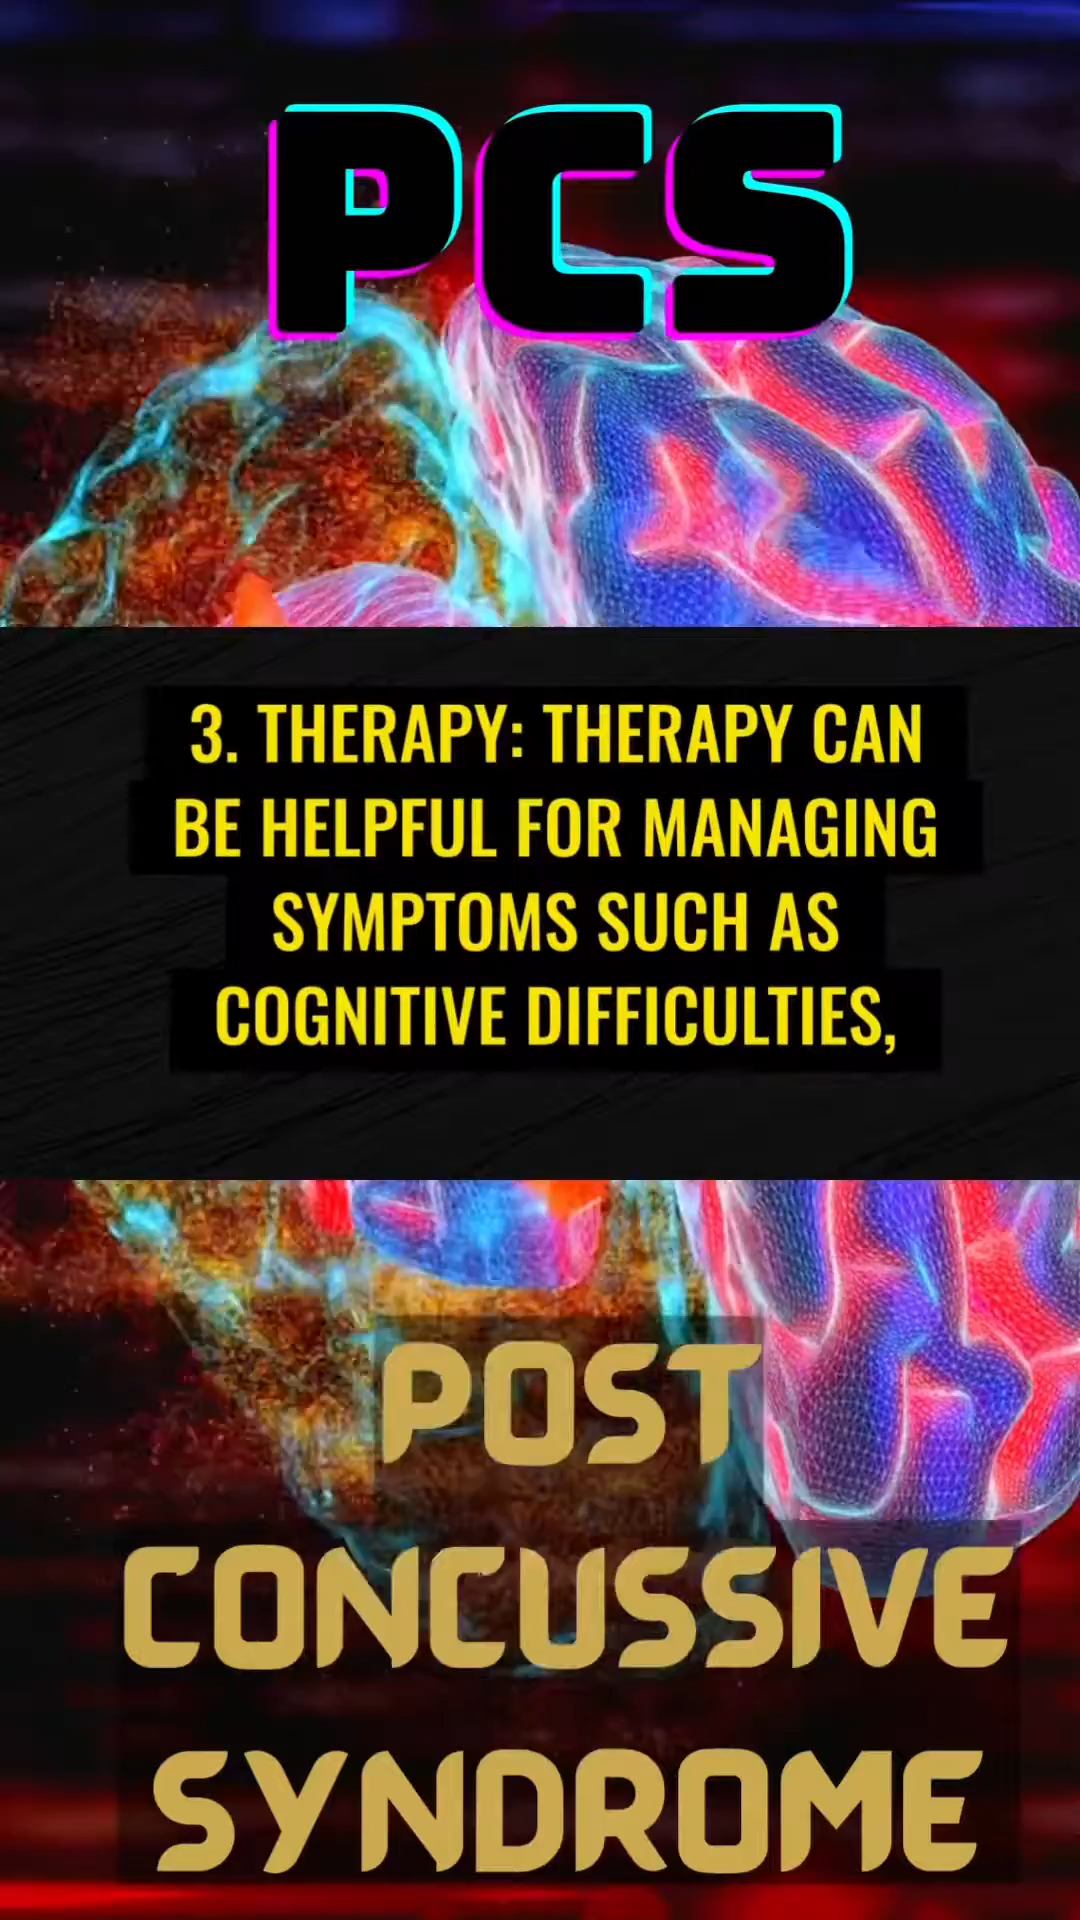 PCS
3. THERAPY: THERAPY CAN
BE HELPFUL FOR MANAGING
SYMPTOMS SUCH AS
COGNITIVE DIFFICULTIES,
POST
CONCUSSIVE
SYNDROME